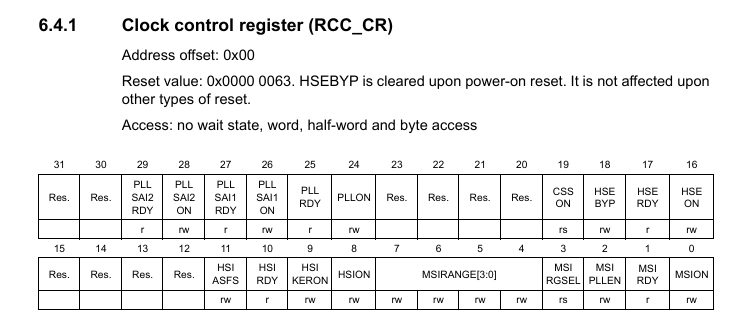 6.4.1 Clock control register (RCC_CR)
Address offset: 0x00
Reset value: 0x0000 0063. HSEBYP is cleared upon power-on reset. It is not affected upon
other types of reset.
Access: no wait state, word, half-word and byte access
31 30 29 28 27 26 25 24 23 22 21 20 19 18 17 16
Res. Res. PLL SAI2 RDY PLL SAI2 ON PLL SAI1 RDY PLL SAI1 ON PLL RDY PLLON Res. Res. Res. Res. CSS ON HSE BYP HSE RDY HSE ON
r rw r rw r rw rs rw r rw
15 14 13 12 11 10 9 8 7 6 5 4 3 2 1 0
Res. Res. Res. Res. HSI ASFS HSI RDY HSI KERON HSION MSIRANGE[3:0] MSI RGSEL MSI PLLEN MSI RDY MSION
rw r rw rw rw rw rw rw rs rw r rw